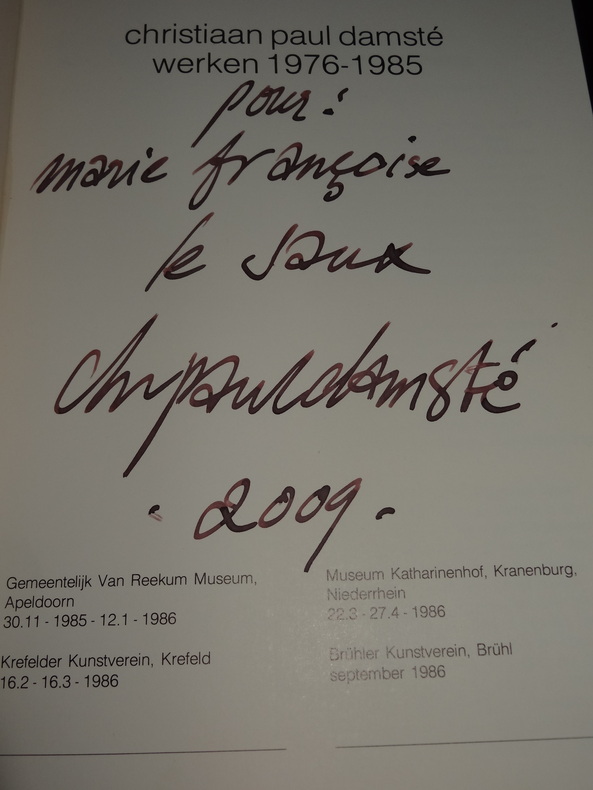 christiaan paul damsté
werken 1976-1985
pour:
marie françoise
le saux
chrpauldamsté
· 2009 ·
Gemeentelijk Van Reekum Museum,
Apeldoorn
30.11 - 1985 - 12.1 - 1986
Krefelder Kunstverein, Krefeld
16.2 - 16.3 - 1986
Museum Katharinenhof, Kranenburg,
Niederrhein
22.3 - 27.4 - 1986
Brühler Kunstverein, Brühl
september 1986